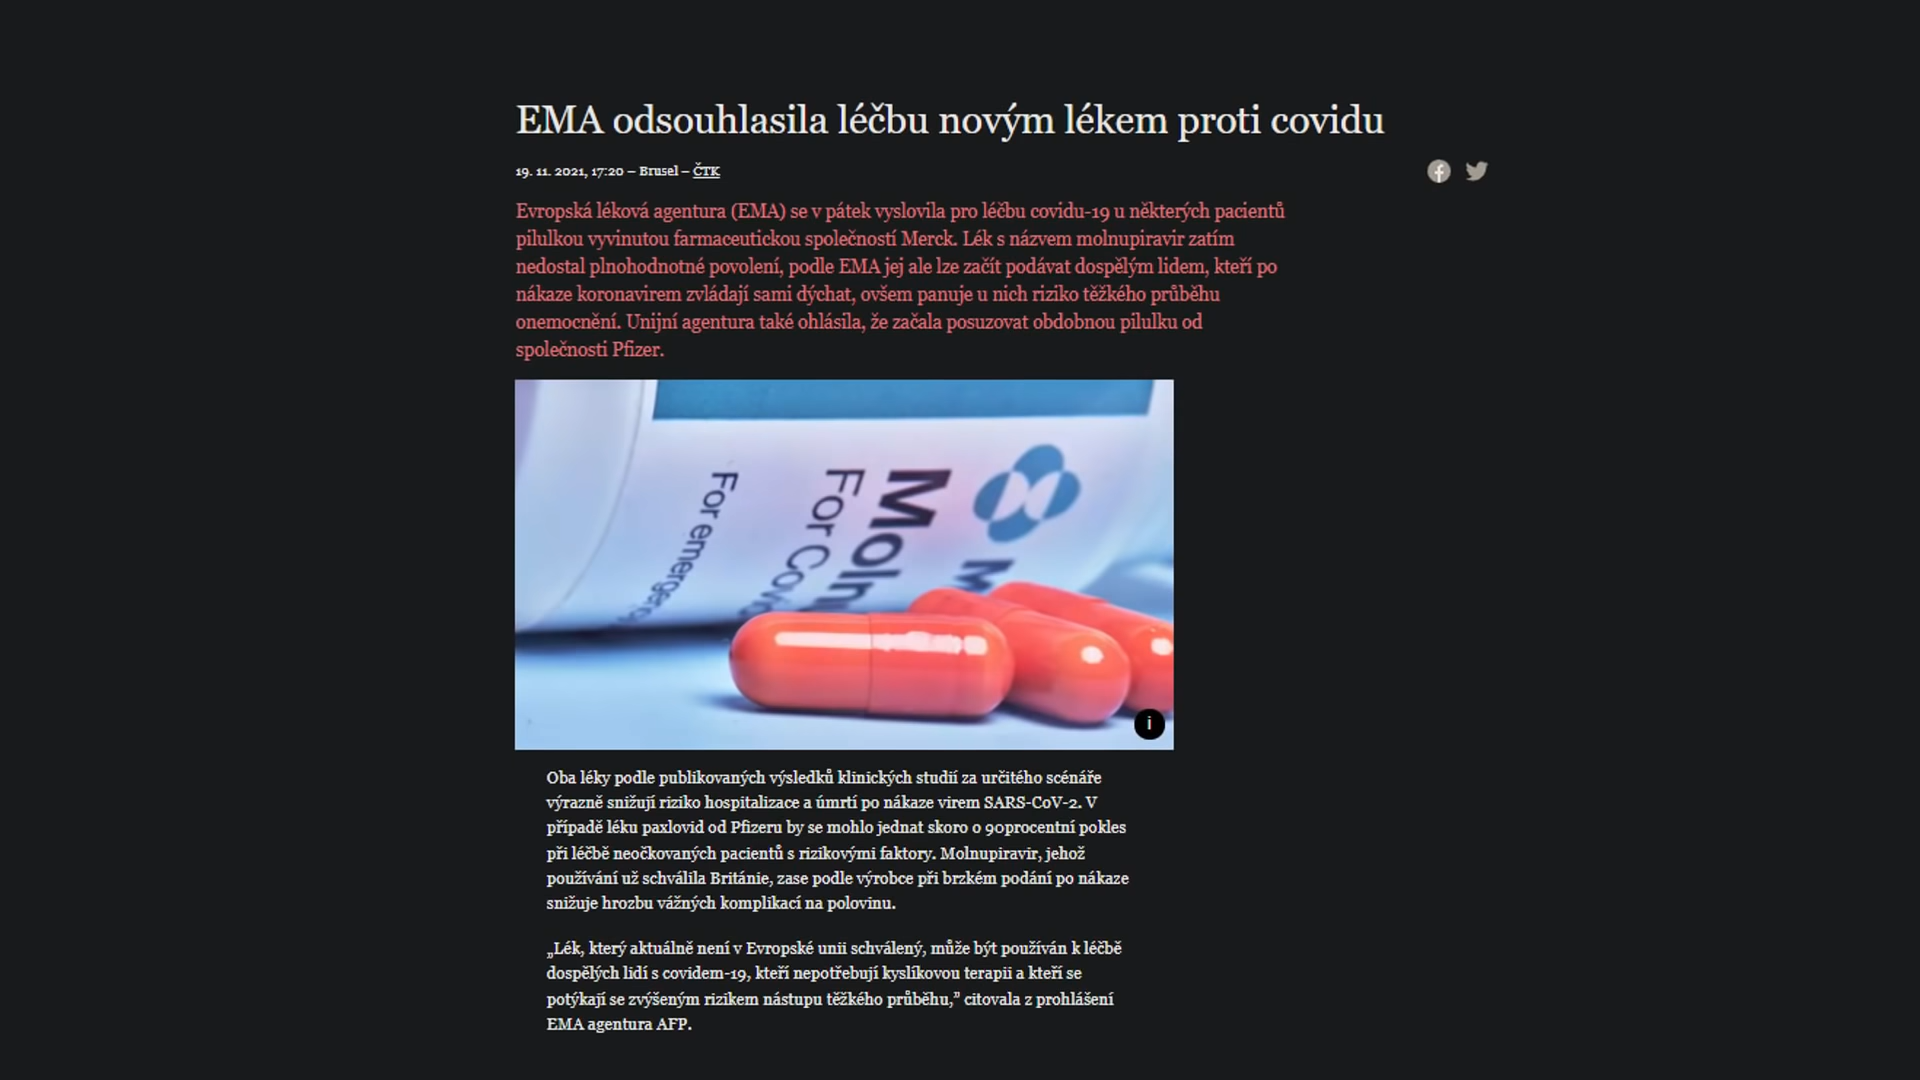 EMA odsouhlasila léčbu novým lékem proti covidu
19. 11. 2021, 17:20 – Brusel – ČTK
Evropská léková agentura (EMA) se v pátek vyslovila pro léčbu covidu-19 u některých pacientů
pilulkou vyvinutou farmaceutickou společností Merck. Lék s názvem molnupiravir zatím
nedostal plnohodnotné povolení, podle EMA jej ale lze začít podávat dospělým lidem, kteří po
nákaze koronavirem zvládají sami dýchat, ovšem panuje u nich riziko těžkého průběhu
onemocnění. Unijní agentura také ohlásila, že začala posuzovat obdobnou pilulku od
společnosti Pfizer.
M
Moln
For Covid
For emergenc
i
Oba léky podle publikovaných výsledků klinických studií za určitého scénáře
výrazně snižují riziko hospitalizace a úmrtí po nákaze virem SARS-CoV-2. V
případě léku paxlovid od Pfizeru by se mohlo jednat skoro o 90procentní pokles
při léčbě neočkovaných pacientů s rizikovými faktory. Molnupiravir, jehož
používání už schválila Británie, zase podle výrobce při brzkém podání po nákaze
snižuje hrozbu vážných komplikací na polovinu.
„Lék, který aktuálně není v Evropské unii schválený, může být používán k léčbě
dospělých lidí s covidem-19, kteří nepotřebují kyslíkovou terapii a kteří se
potýkají se zvýšeným rizikem nástupu těžkého průběhu,” citovala z prohlášení
EMA agentura AFP.